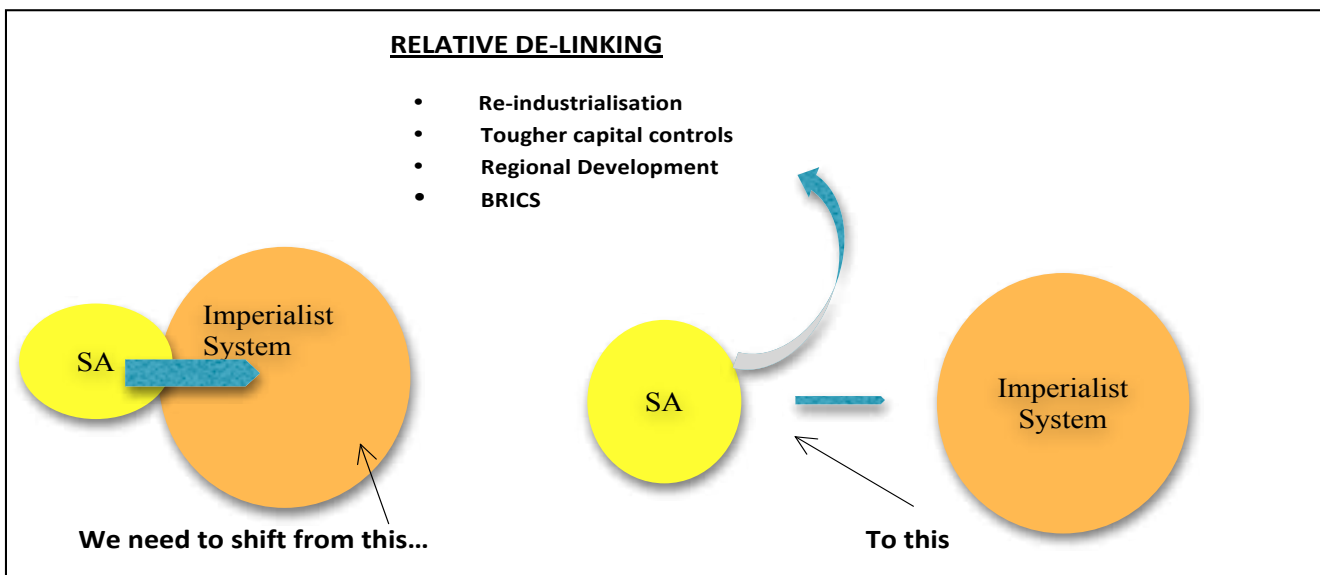 RELATIVE DE-LINKING
• Re-industrialisation
• Tougher capital controls
• Regional Development
• BRICS
SA
Imperialist
System
SA
Imperialist
System
We need to shift from this…
To this